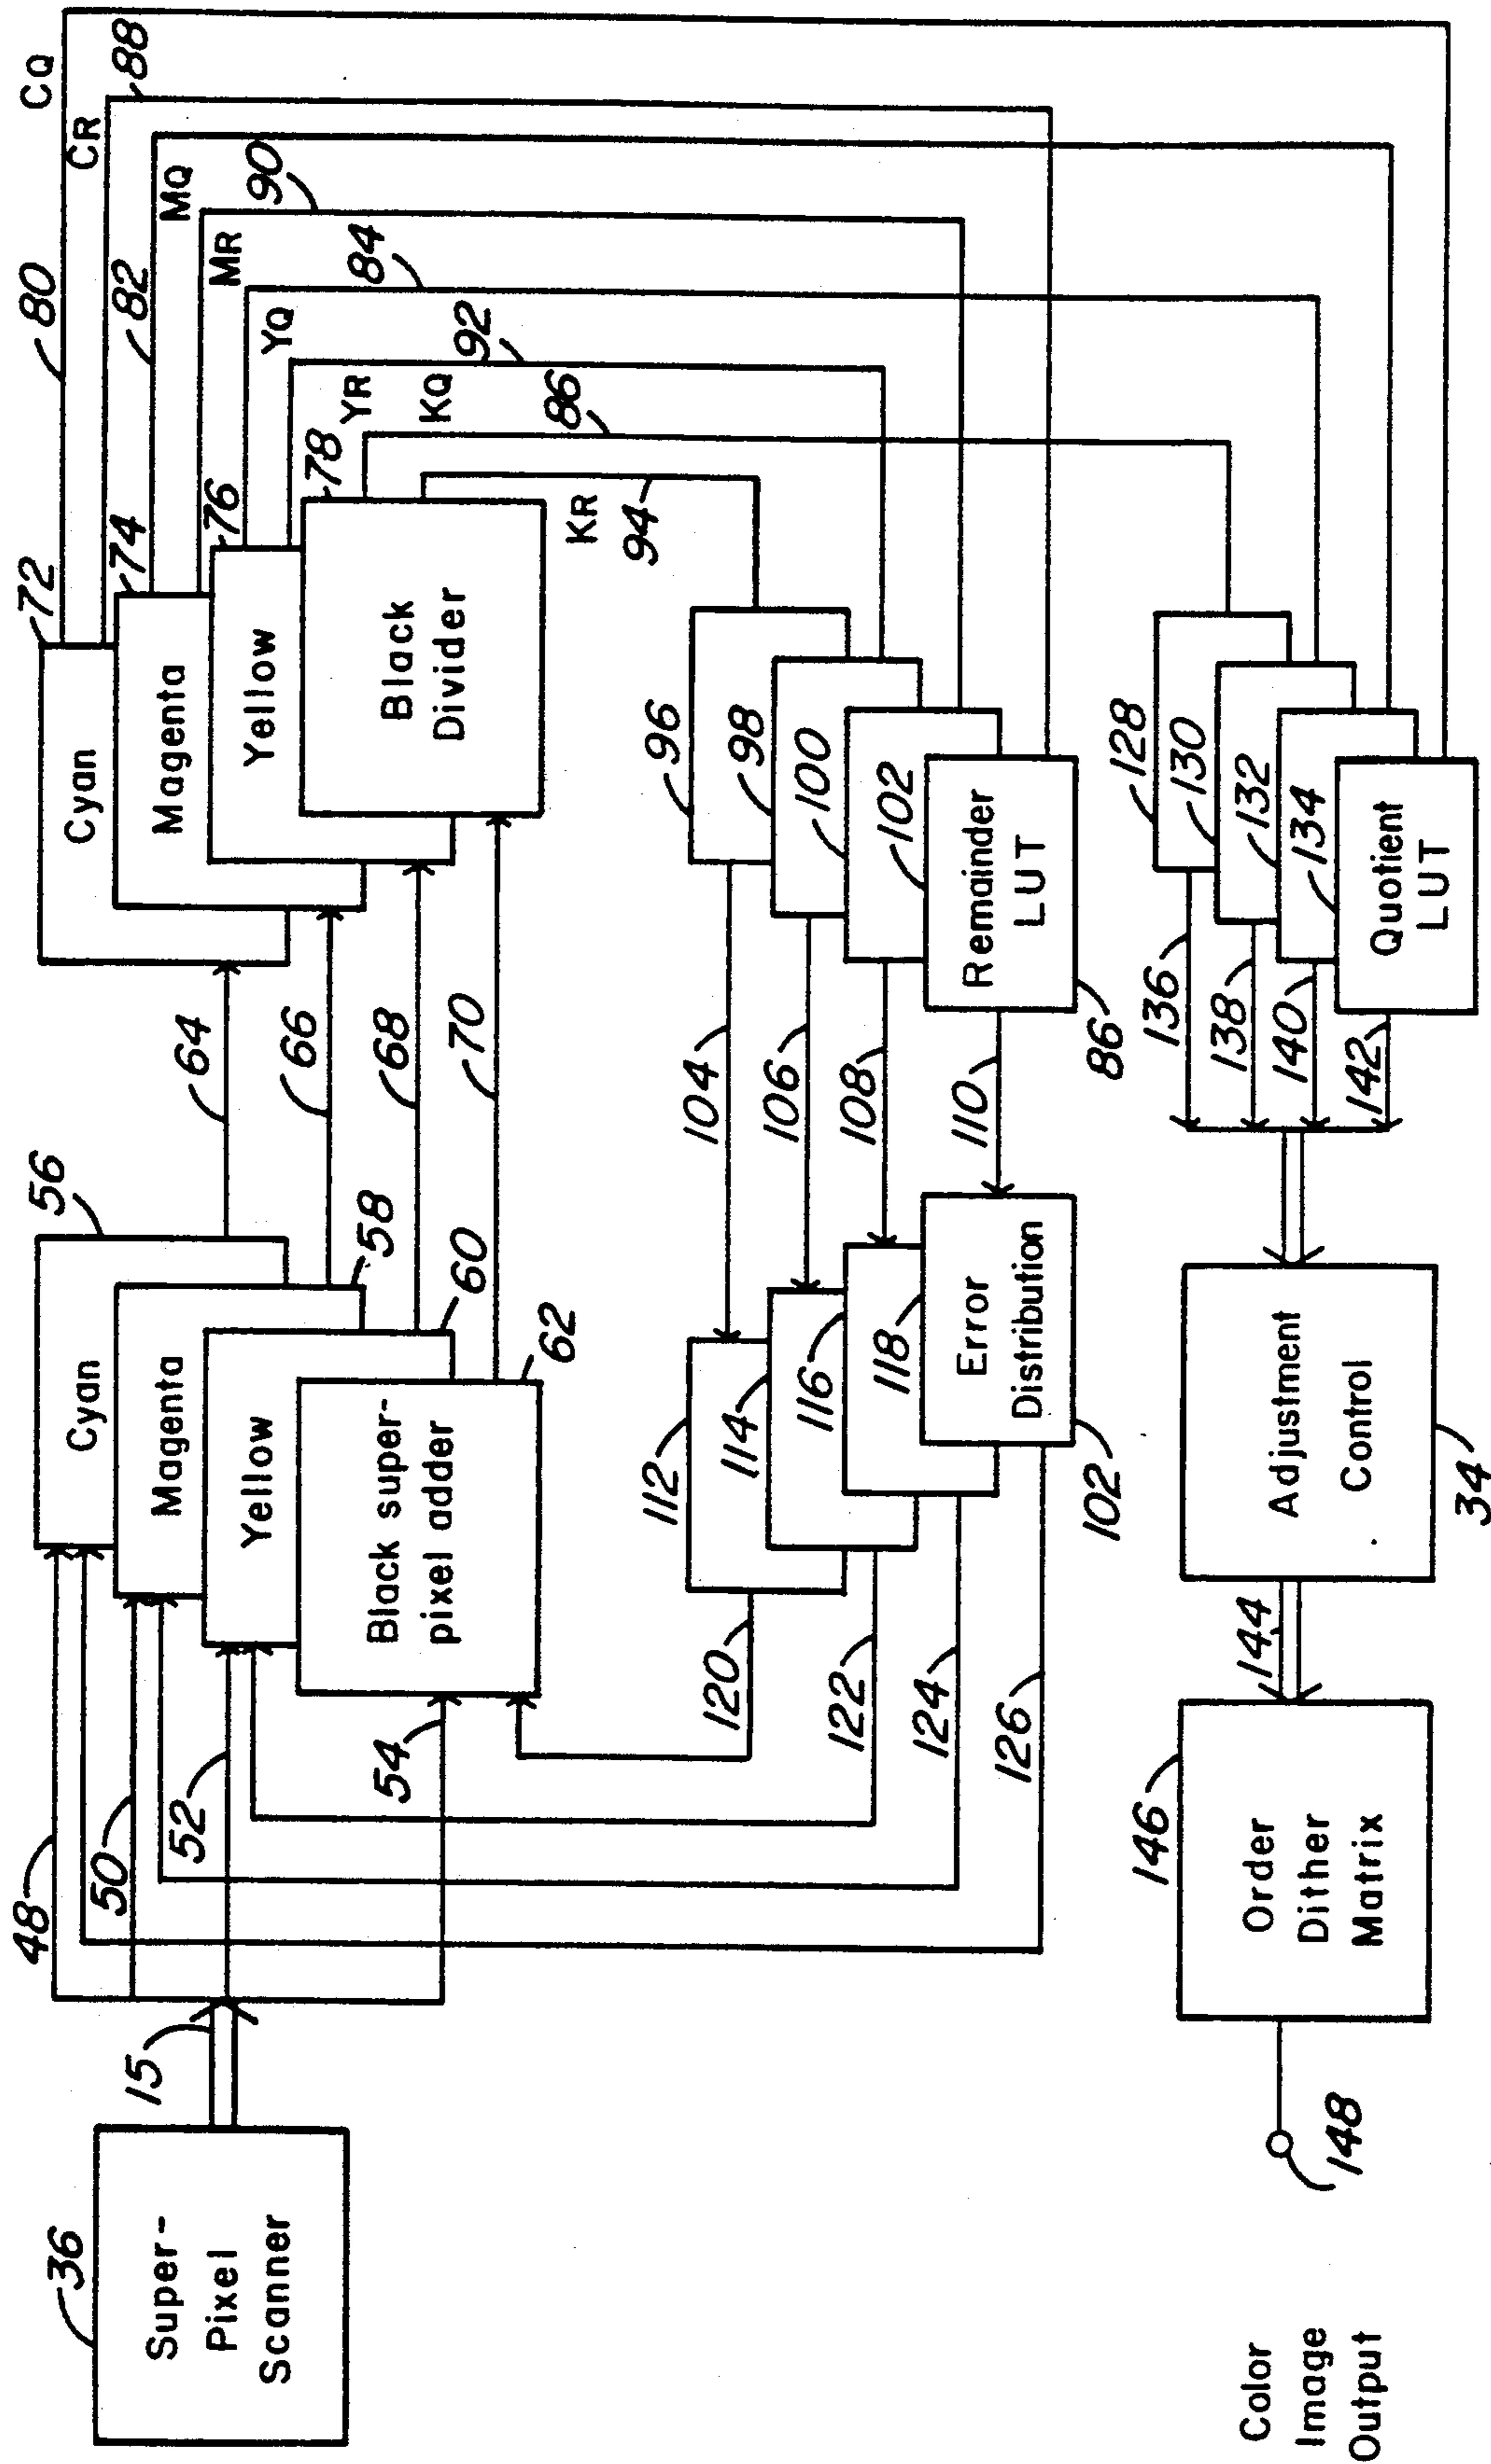 36
Super-
Pixel
Scanner
15
48
50
52
54
Cyan
Magenta
Yellow
Black super-
pixel adder
56
58
60
62
64
66
68
70
Cyan
Magenta
Yellow
Black
Divider
72
74
76
78
80
CQ
CR
88
82
MQ
90
MR
84
YQ
92
YR
KQ
86
KR
94
96
98
100
102
Remainder
LUT
86
104
106
108
110
112
114
116
118
Error
Distribution
102
120
122
124
126
128
130
132
134
Quotient
LUT
136
138
140
142
Adjustment
Control
34
144
146
Order
Dither
Matrix
148
Color
Image
Output